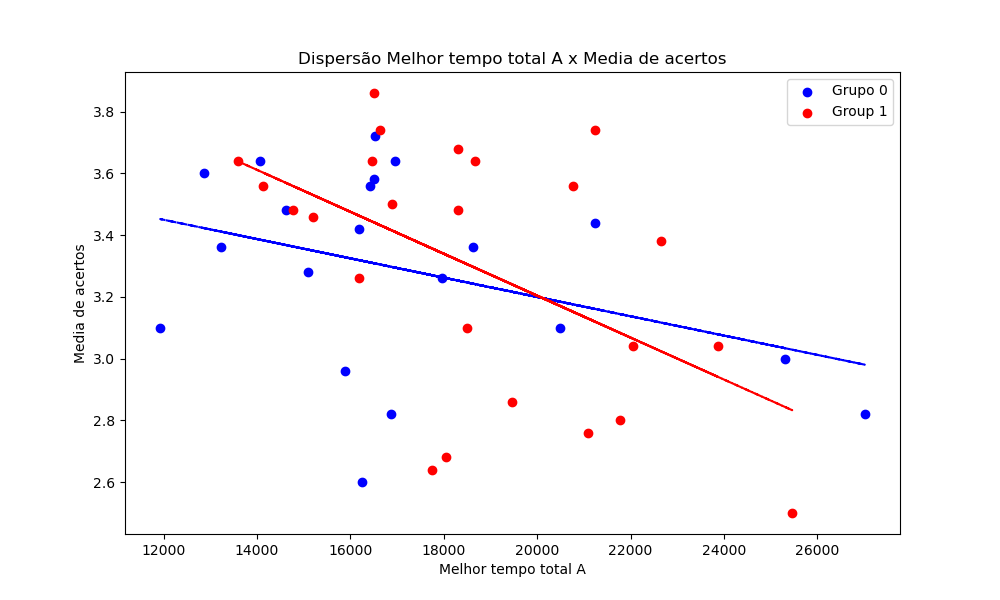 Dispersão Melhor tempo total A x Media de acertos
Grupo 0
Group 1
Media de acertos
3.8
3.6
3.4
3.2
3.0
2.8
2.6
12000 14000 16000 18000 20000 22000 24000 26000
Melhor tempo total A